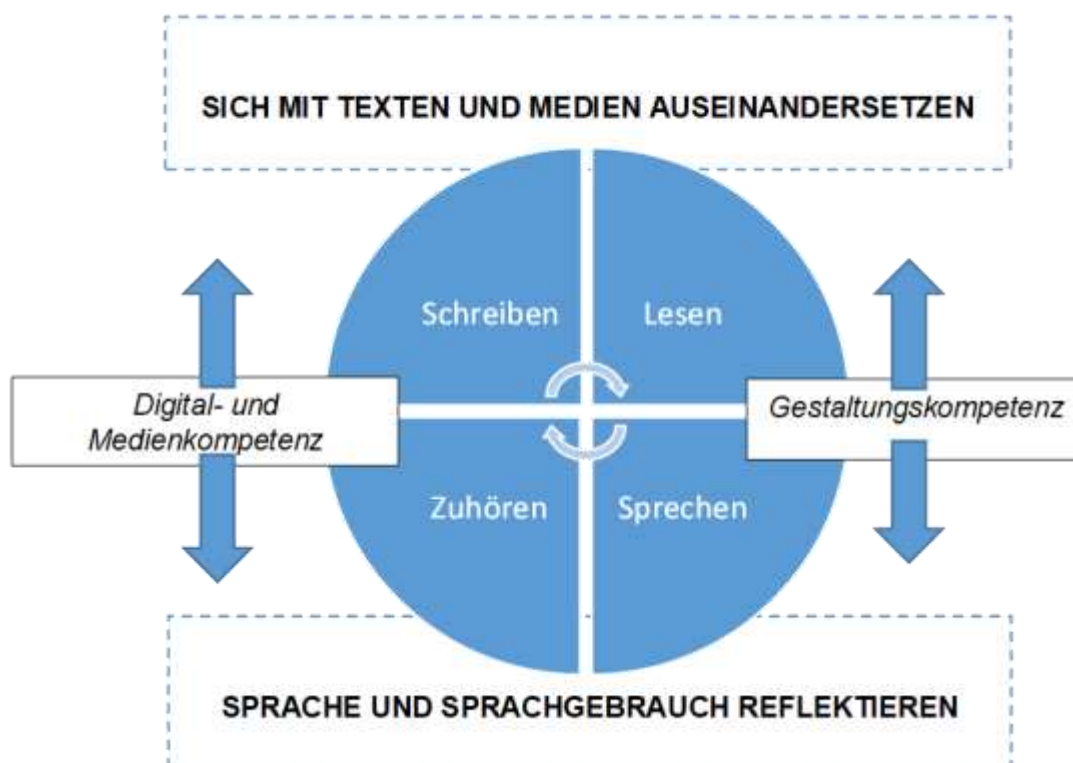 SICH MIT TEXTEN UND MEDIEN AUSEINANDERSETZEN
Schreiben
Lesen
Digital- und
Medienkompetenz
Gestaltungskompetenz
Zuhören
Sprechen
SPRACHE UND SPRACHGEBRAUCH REFLEKTIEREN